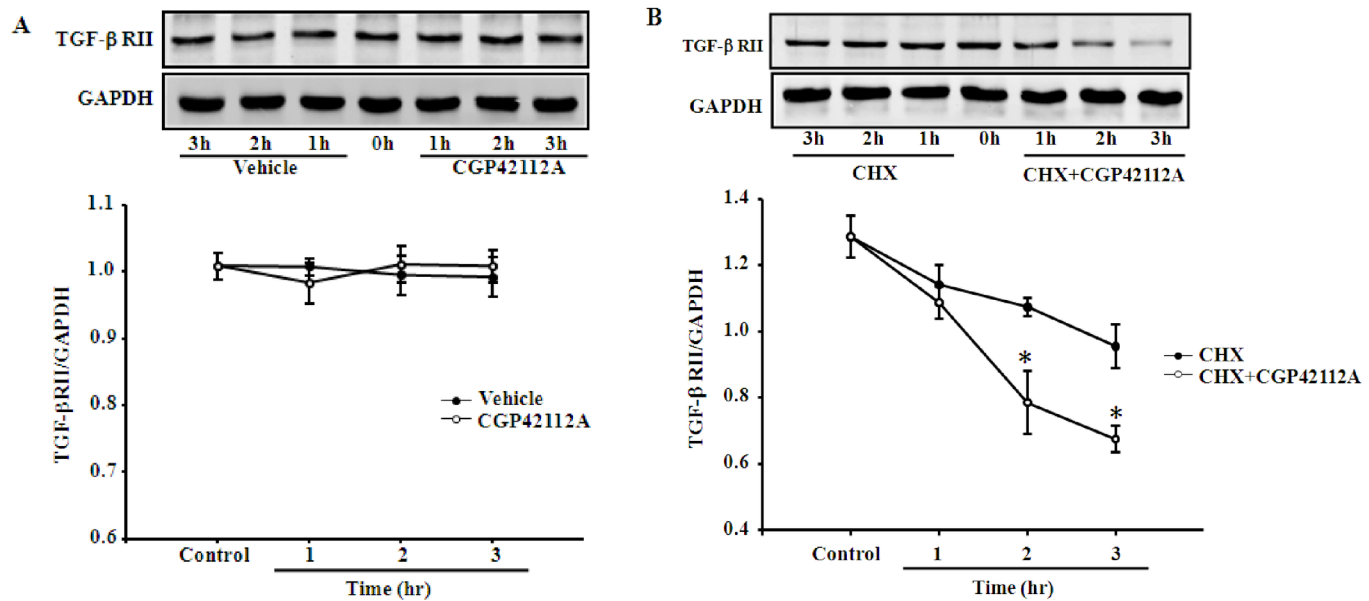 A
TGF-β RII
GAPDH
3h 2h 1h 0h 1h 2h 3h
Vehicle CGP42112A
1.1
1.0
0.9
0.8
0.7
0.6
TGF-βRII/GAPDH
Vehicle
CGP42112A
Control 1 2 3
Time (hr)
B
TGF-β RII
GAPDH
3h 2h 1h 0h 1h 2h 3h
CHX CHX+CGP42112A
1.4
1.2
1.0
0.8
0.6
0.4
TGF-β RII/GAPDH
*
*
CHX
CHX+CGP42112A
Control 1 2 3
Time (hr)